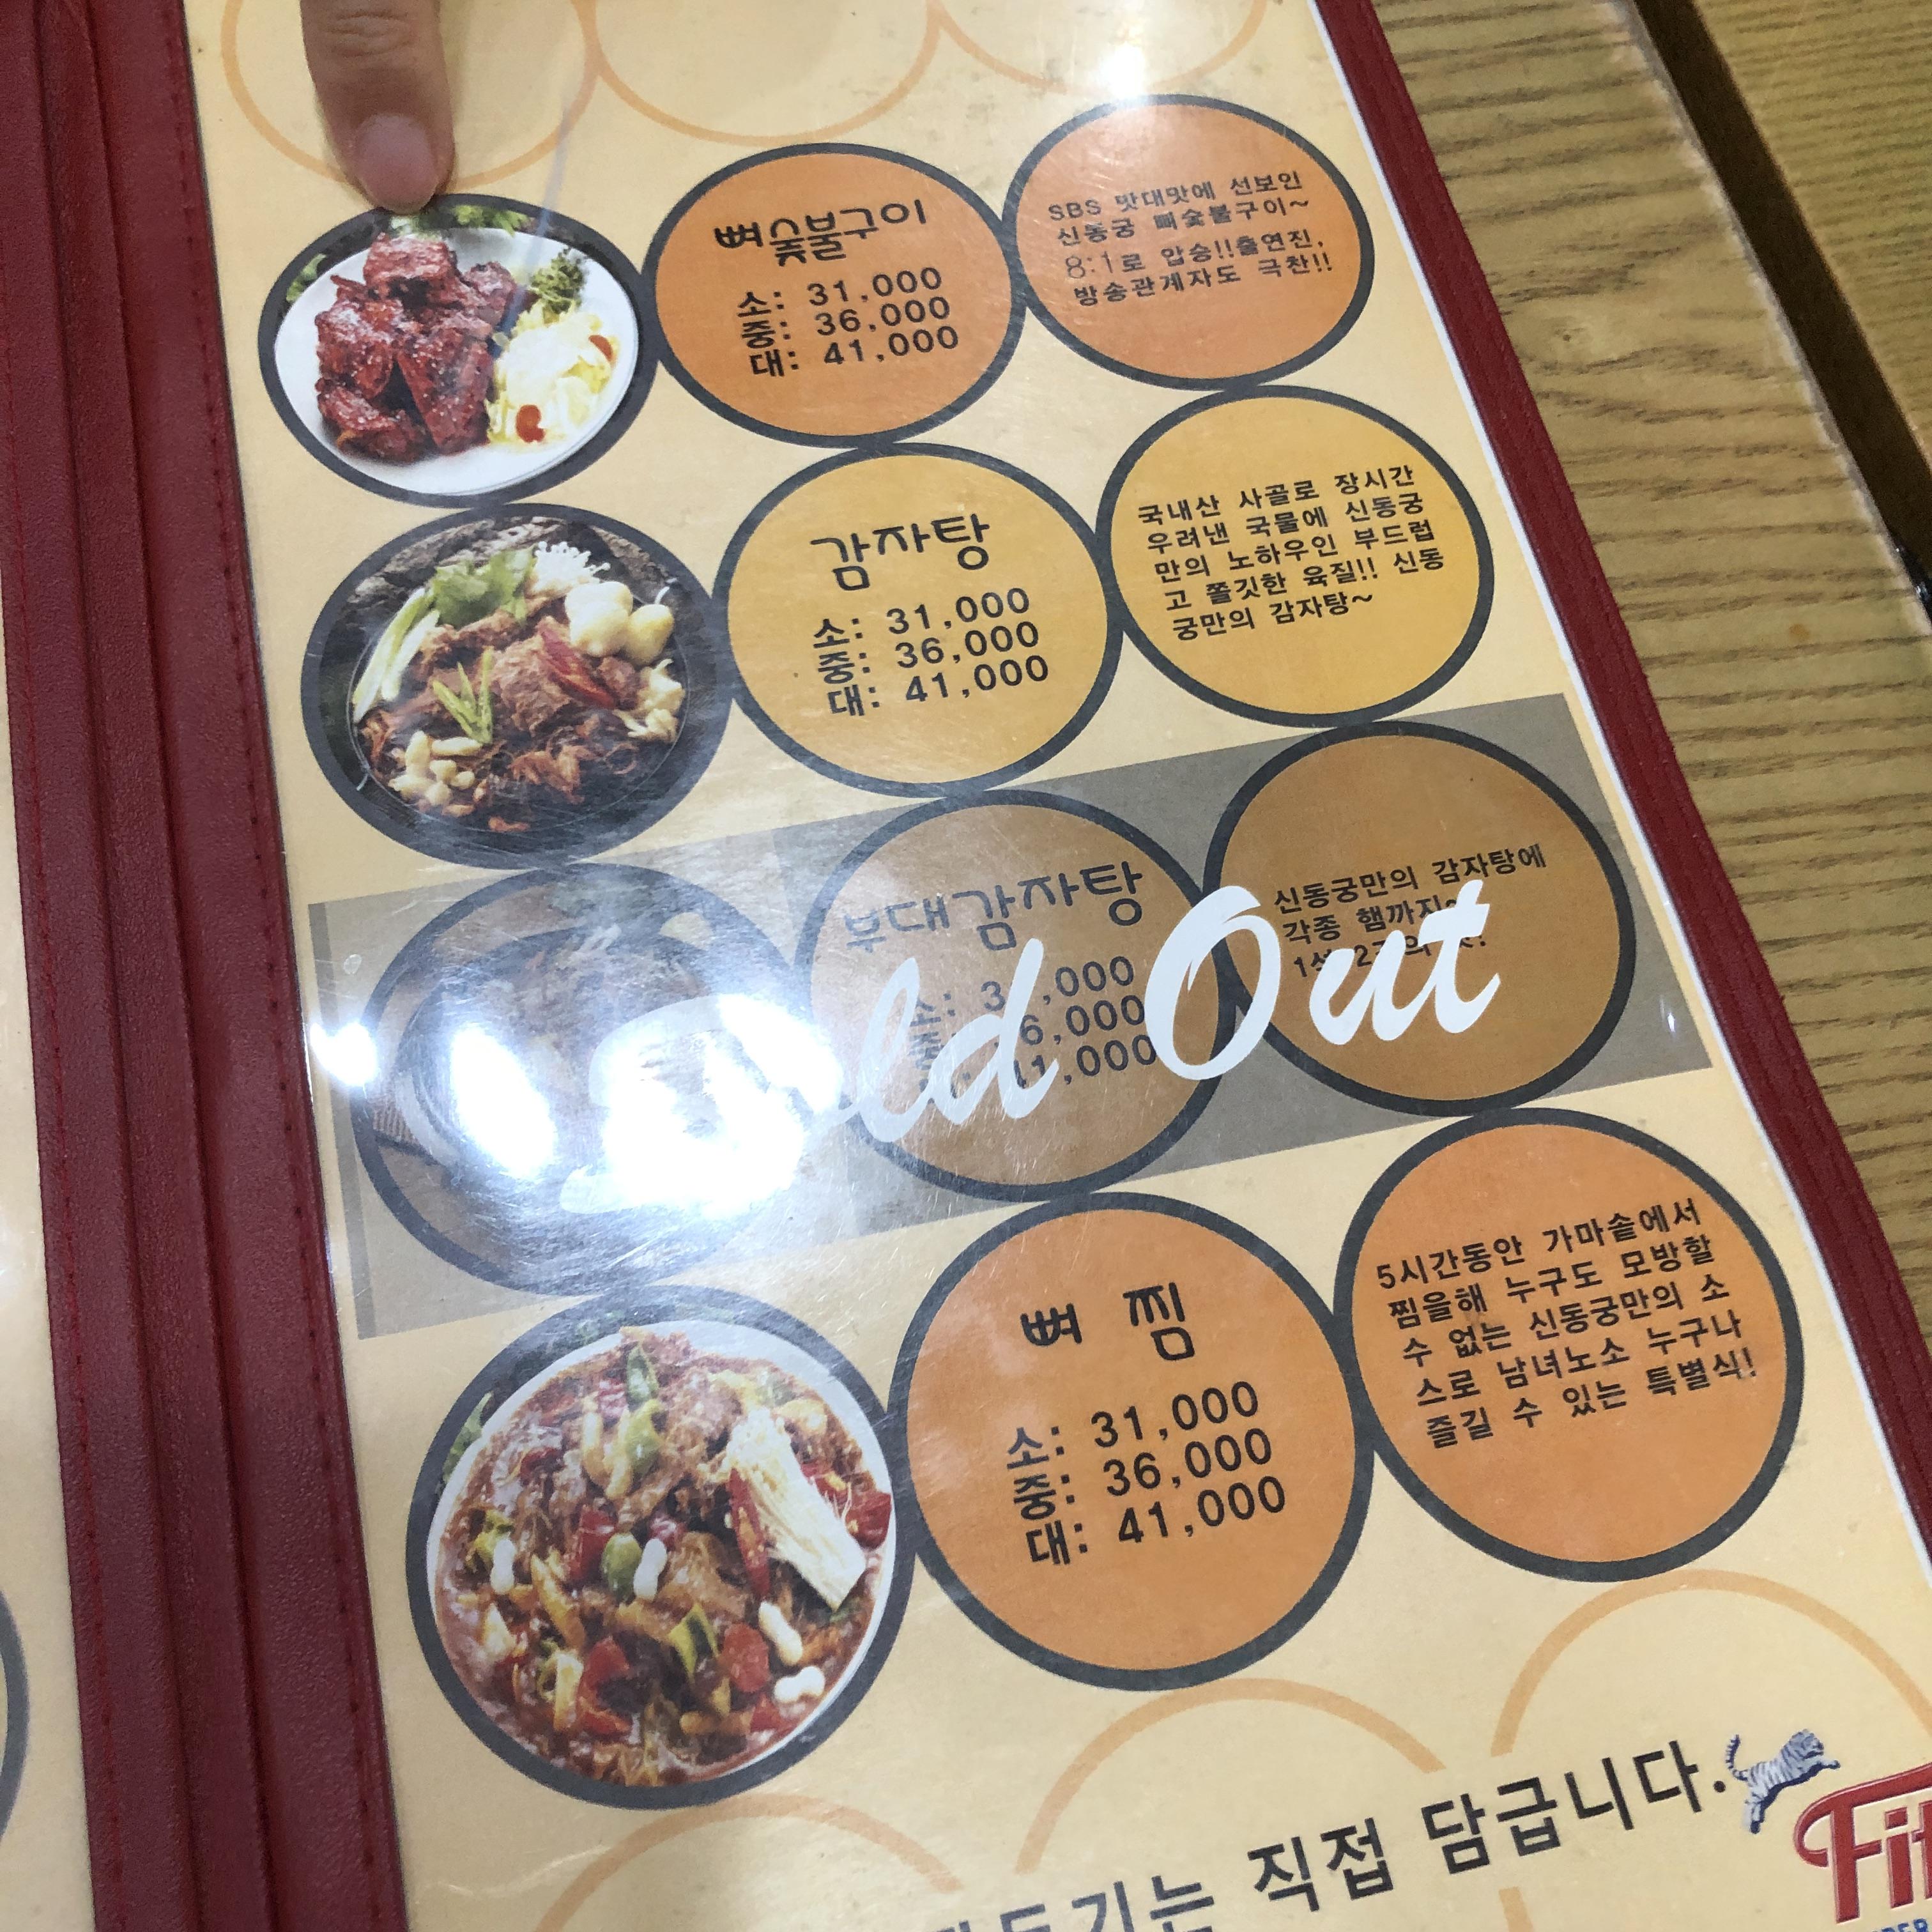 뼈숯불구이
소: 31,000
중: 36,000
대: 41,000
SBS 맛대맛에 선보인
신동궁 뼈숯불구이~
8:1로 압승!!출연진,
방송관계자도 극찬!!
감자탕
소: 31,000
중: 36,000
대: 41,000
국내산 사골로 장시간
우려낸 국물에 신동궁
만의 노하우인 부드럽
고 쫄깃한 육질!! 신동
궁만의 감자탕~
부대감자탕
Sold Out
신동궁만의 감자탕에
각종 햄까지~
뼈 찜
소: 31,000
중: 36,000
대: 41,000
5시간동안 가마솥에서
찜을해 누구도 모방할
수 없는 신동궁만의 소
스로 남녀노소 누구나
즐길 수 있는 특별식!
직접 담급니다.